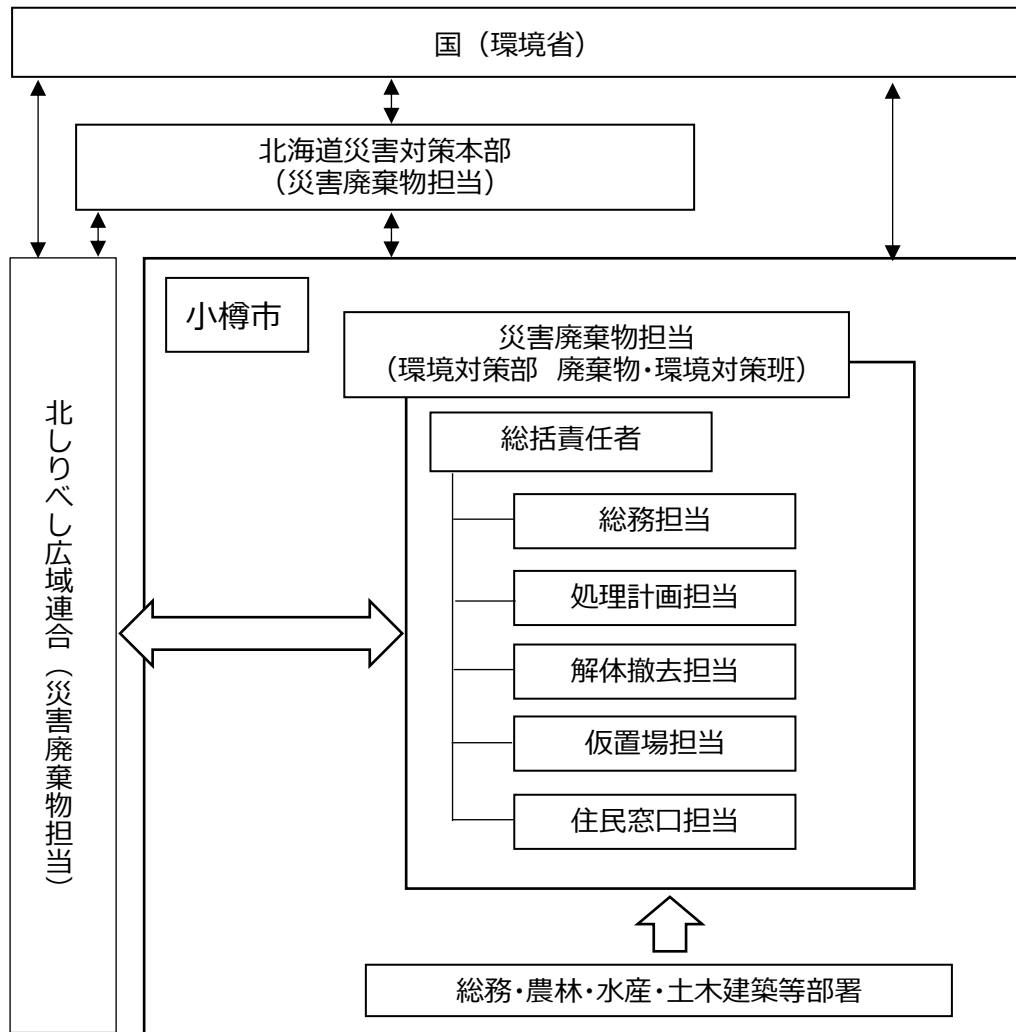 国（環境省）
北海道災害対策本部
（災害廃棄物担当）
小樽市
災害廃棄物担当
（環境対策部　廃棄物・環境対策班）
総括責任者
総務担当
処理計画担当
解体撤去担当
仮置場担当
住民窓口担当
北しりべし広域連合（災害廃棄物担当）
総務・農林・水産・土木建築等部署